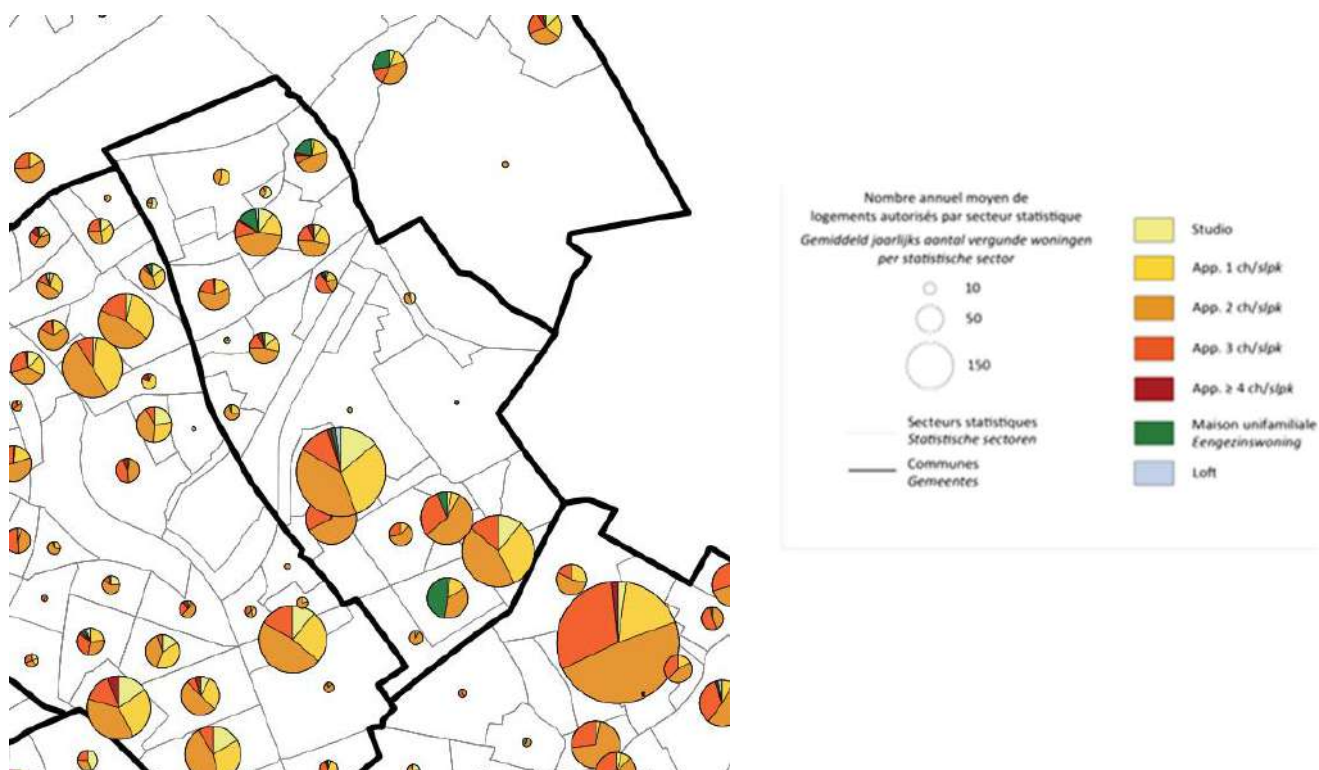 Nombre annuel moyen de
logements autorisés par secteur statistique
Gemiddeld jaarlijks aantal vergunde woningen
per statistische sector
10
50
150
Secteurs statistiques
Statistische sectoren
Communes
Gemeentes
Studio
App. 1 ch/slpk
App. 2 ch/slpk
App. 3 ch/slpk
App. ≥ 4 ch/slpk
Maison unifamiliale
Eengezinswoning
Loft